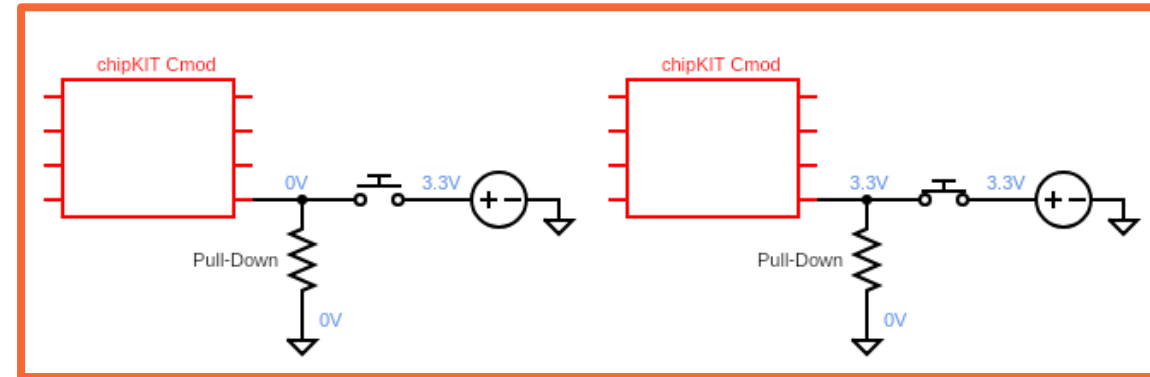 chipKIT Cmod
0V
3.3V
Pull-Down
0V
chipKIT Cmod
3.3V
3.3V
Pull-Down
0V